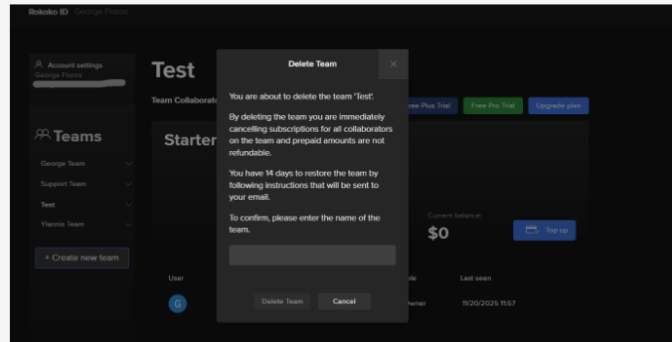 Rokoko ID George Floros
Account settings
George Floros
Teams
George Team
Support Team
Test
Yiannis Team
+ Create new team
Test
Team Collaborat
ree Plus Trial
Free Pro Trial
Upgrade plan
Starter
Current balance:
$0
Top up
User
Last seen
G
wner
11/20/2025 11:57
Delete Team
You are about to delete the team 'Test'.
By deleting the team you are immediately
cancelling subscriptions for all collaborators
on the team and prepaid amounts are not
refundable.
You have 14 days to restore the team by
following instructions that will be sent to
your email.
To confirm, please enter the name of the
team.
Delete Team
Cancel